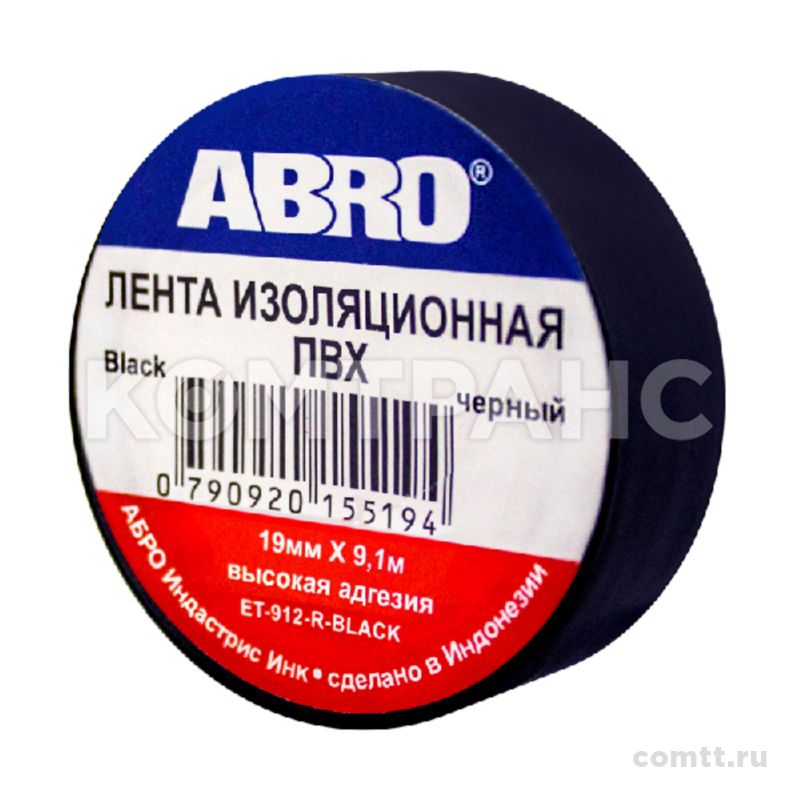 ABRO®
ЛЕНТА ИЗОЛЯЦИОННАЯ
ПВХ
Black
черный
КОМТРАНС
0 790920 155194
19мм X 9,1м
высокая адгезия
ET-912-R-BLACK
АБРО Индастрис Инк • сделано в Индонезии
comtt.ru